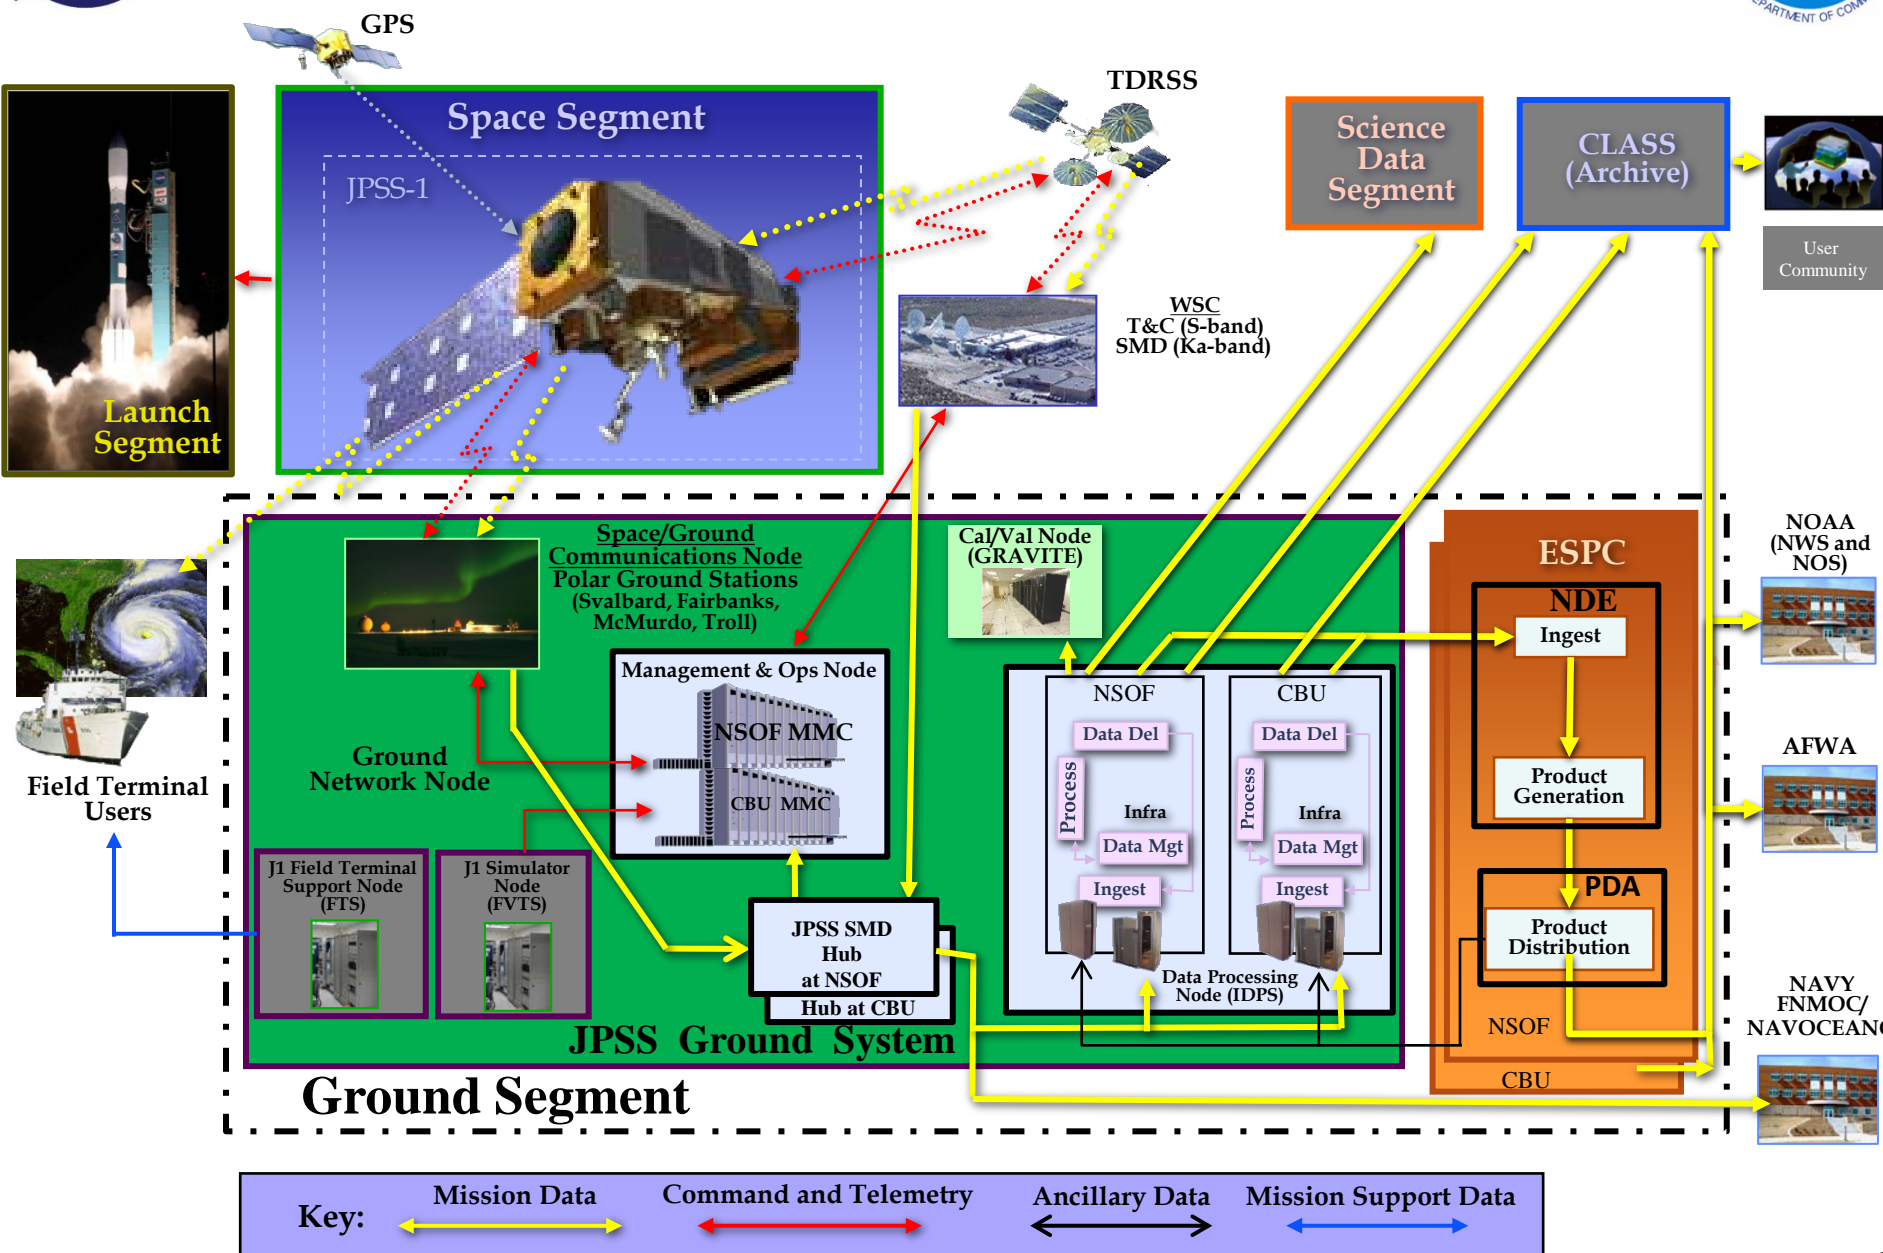 DEPARTMENT OF COMM
GPS
TDRSS
Space Segment
JPSS-1
Launch
Segment
Science
Data
Segment
CLASS
(Archive)
User
Community
WSC
T&C (S-band)
SMD (Ka-band)
Space/Ground
Communications Node
Polar Ground Stations
(Svalbard, Fairbanks,
McMurdo, Troll)
Cal/Val Node
(GRAVITE)
ESPC
NDE
Ingest
Product
Generation
PDA
Product
Distribution
NSOF
CBU
NOAA
(NWS and
NOS)
AFWA
NAVY
FNMOC/
NAVOCEANO
Management & Ops Node
NSOF MMC
CBU MMC
Ground
Network Node
Field Terminal
Users
J1 Field Terminal
Support Node
(FTS)
J1 Simulator
Node
(FVTS)
JPSS SMD
Hub
at NSOF
Hub at CBU
NSOF
Data Del
Process
Infra
Data Mgt
Ingest
CBU
Data Del
Process
Infra
Data Mgt
Ingest
Data Processing
Node (IDPS)
JPSS Ground System
Ground Segment
Key:
Mission Data
Command and Telemetry
Ancillary Data
Mission Support Data